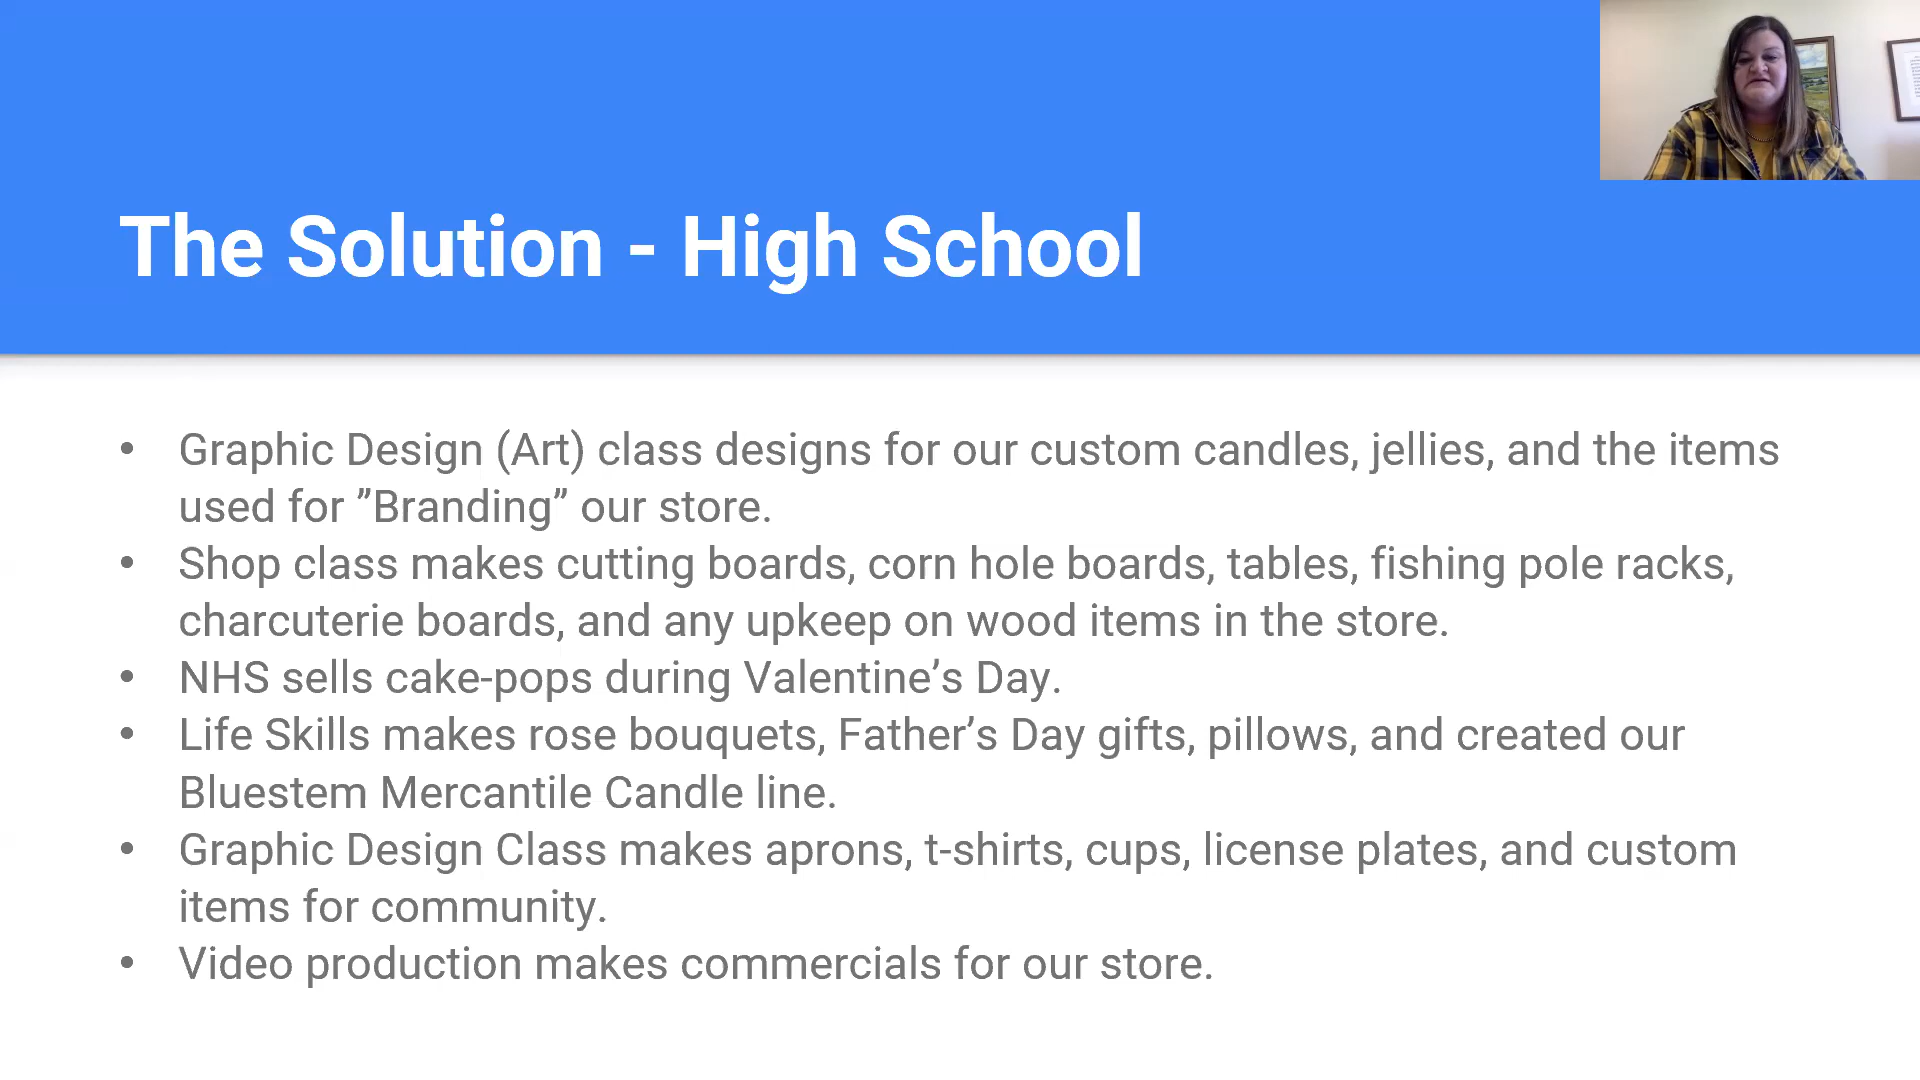 The Solution - High School
• Graphic Design (Art) class designs for our custom candles, jellies, and the items
used for ”Branding” our store.
• Shop class makes cutting boards, corn hole boards, tables, fishing pole racks,
charcuterie boards, and any upkeep on wood items in the store.
• NHS sells cake-pops during Valentine’s Day.
• Life Skills makes rose bouquets, Father’s Day gifts, pillows, and created our
Bluestem Mercantile Candle line.
• Graphic Design Class makes aprons, t-shirts, cups, license plates, and custom
items for community.
• Video production makes commercials for our store.